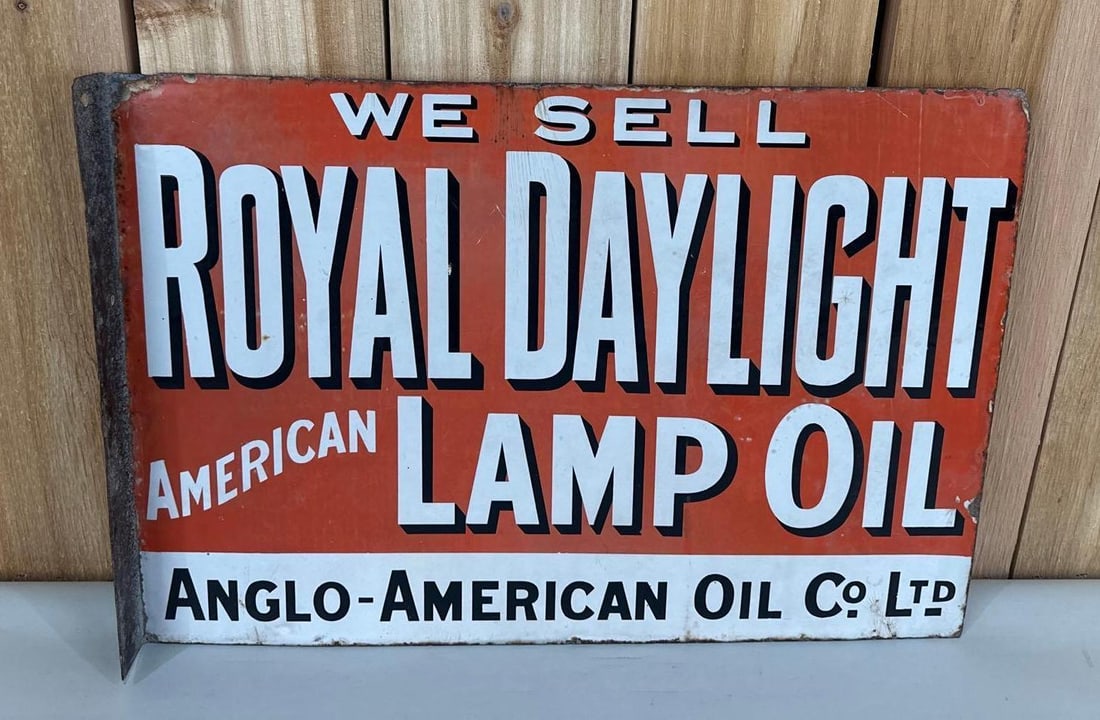 WE SELL
ROYAL DAYLIGHT
AMERICAN LAMP OIL
ANGLO-AMERICAN OIL CO LTD